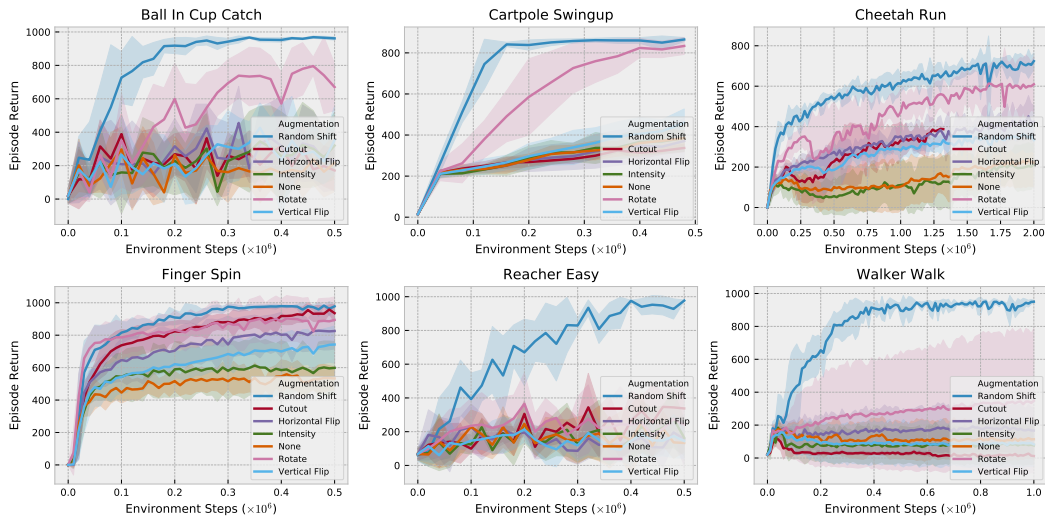 Ball In Cup Catch
Episode Return
1000
800
600
400
200
0
0.0 0.1 0.2 0.3 0.4 0.5
Environment Steps (×10⁶)
Augmentation
Random Shift
Cutout
Horizontal Flip
Intensity
None
Rotate
Vertical Flip
Cartpole Swingup
Episode Return
800
600
400
200
0
0.0 0.1 0.2 0.3 0.4 0.5
Environment Steps (×10⁶)
Augmentation
Random Shift
Cutout
Horizontal Flip
Intensity
None
Rotate
Vertical Flip
Cheetah Run
Episode Return
800
600
400
200
0
0.00 0.25 0.50 0.75 1.00 1.25 1.50 1.75 2.00
Environment Steps (×10⁶)
Augmentation
Random Shift
Cutout
Horizontal Flip
Intensity
None
Rotate
Vertical Flip
Finger Spin
Episode Return
1000
800
600
400
200
0
0.0 0.1 0.2 0.3 0.4 0.5
Environment Steps (×10⁶)
Augmentation
Random Shift
Cutout
Horizontal Flip
Intensity
None
Rotate
Vertical Flip
Reacher Easy
Episode Return
1000
800
600
400
200
0
0.0 0.1 0.2 0.3 0.4 0.5
Environment Steps (×10⁶)
Augmentation
Random Shift
Cutout
Horizontal Flip
Intensity
None
Rotate
Vertical Flip
Walker Walk
Episode Return
1000
800
600
400
200
0
0.0 0.2 0.4 0.6 0.8 1.0
Environment Steps (×10⁶)
Augmentation
Random Shift
Cutout
Horizontal Flip
Intensity
None
Rotate
Vertical Flip